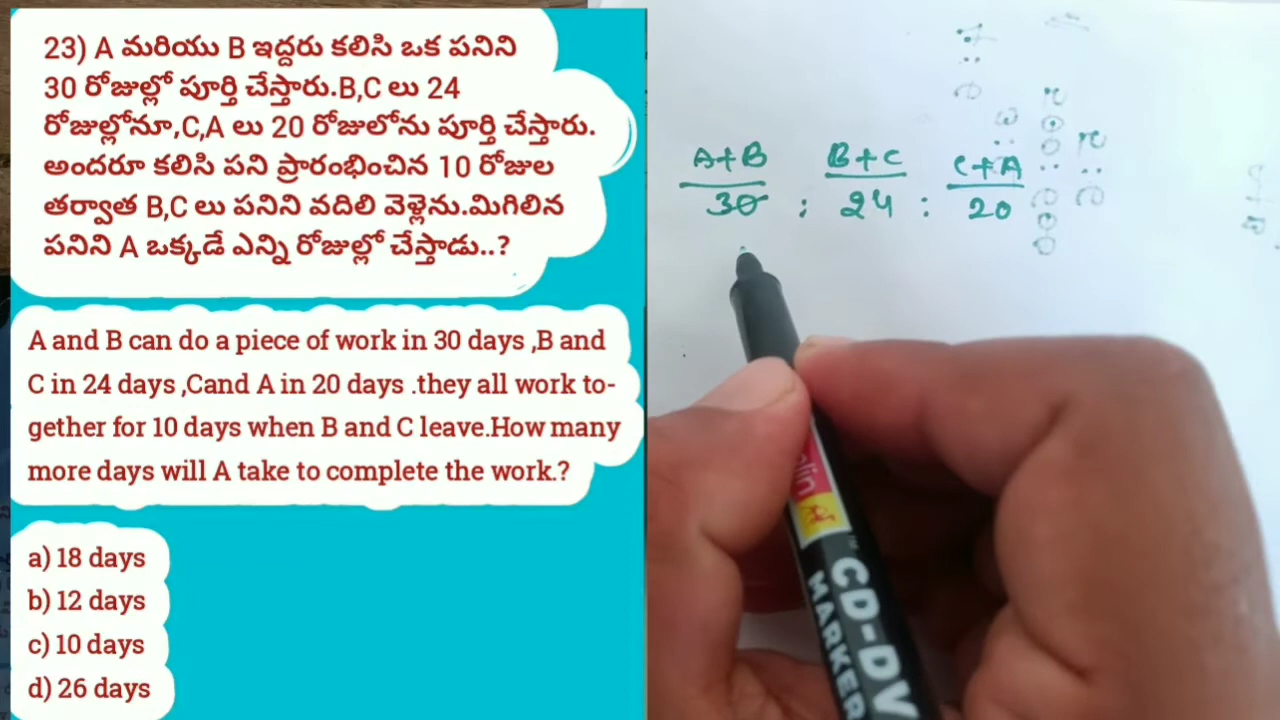 23) A మరియు B ఇద్దరు కలిసి ఒక పనిని
30 రోజుల్లో పూర్తి చేస్తారు.B,C లు 24
రోజుల్లోనూ,C,A లు 20 రోజులోను పూర్తి చేస్తారు.
అందరూ కలిసి పని ప్రారంభించిన 10 రోజుల
తర్వాత B,C లు పనిని వదిలి వెళ్లెను.మిగిలిన
పనిని A ఒక్కడే ఎన్ని రోజుల్లో చేస్తాడు..?
A and B can do a piece of work in 30 days ,B and
C in 24 days ,Cand A in 20 days .they all work to-
gether for 10 days when B and C leave.How many
more days will A take to complete the work.?
a) 18 days
b) 12 days
c) 10 days
d) 26 days
A+B B+C C+A
30 : 24 : 20
CD-DV
MARKER